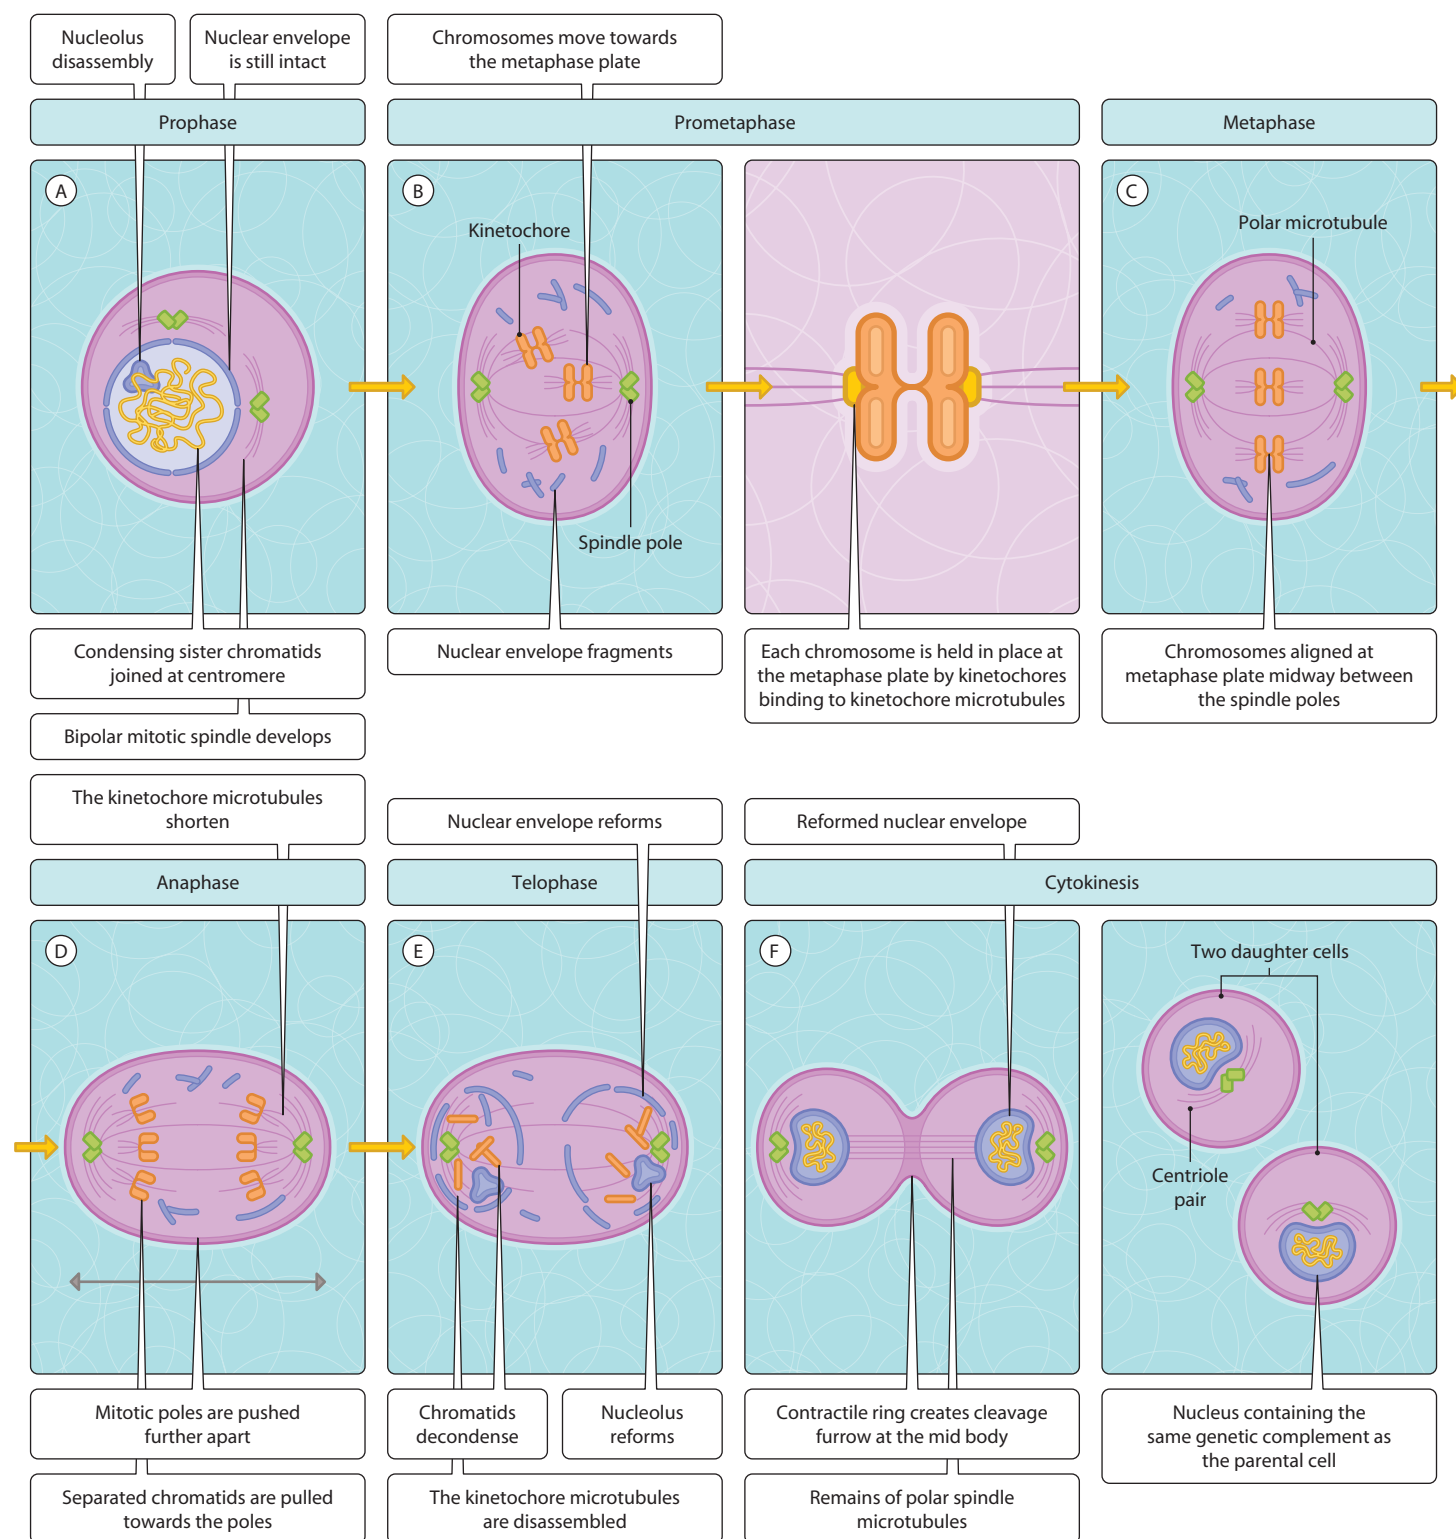 Nucleolus
disassembly
Nuclear envelope
is still intact
Chromosomes move towards
the metaphase plate
Prophase
Prometaphase
Metaphase
A
B
Kinetochore
Spindle pole
C
Polar microtubule
Condensing sister chromatids
joined at centromere
Bipolar mitotic spindle develops
Nuclear envelope fragments
Each chromosome is held in place at
the metaphase plate by kinetochores
binding to kinetochore microtubules
Chromosomes aligned at
metaphase plate midway between
the spindle poles
The kinetochore microtubules
shorten
Nuclear envelope reforms
Reformed nuclear envelope
Anaphase
Telophase
Cytokinesis
D
E
F
Two daughter cells
Centriole
pair
Mitotic poles are pushed
further apart
Separated chromatids are pulled
towards the poles
Chromatids
decondense
Nucleolus
reforms
The kinetochore microtubules
are disassembled
Contractile ring creates cleavage
furrow at the mid body
Remains of polar spindle
microtubules
Nucleus containing the
same genetic complement as
the parental cell